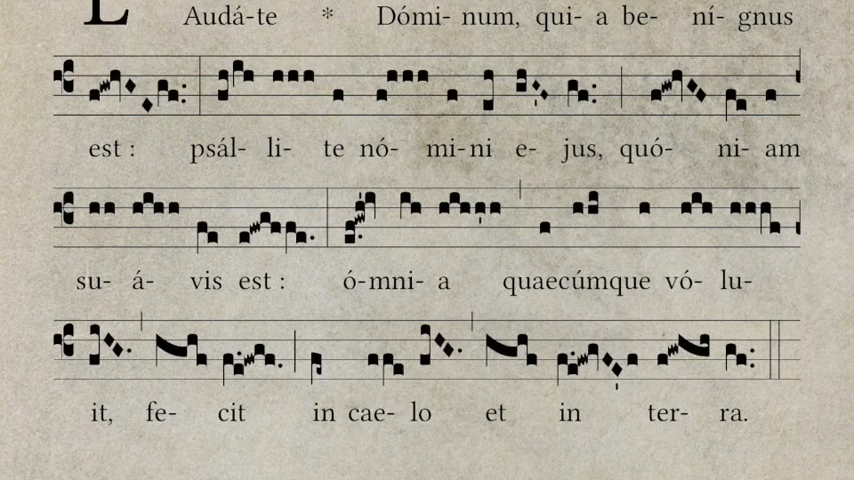 L Audá-te * Dómi- num, qui- a be- ní- gnus
est : psál- li- te nó- mi-ni e- jus, quó- ni- am
su- á- vis est : ó-mni- a quaecúmque vó- lu-
it, fe- cit in cae- lo et in ter- ra.